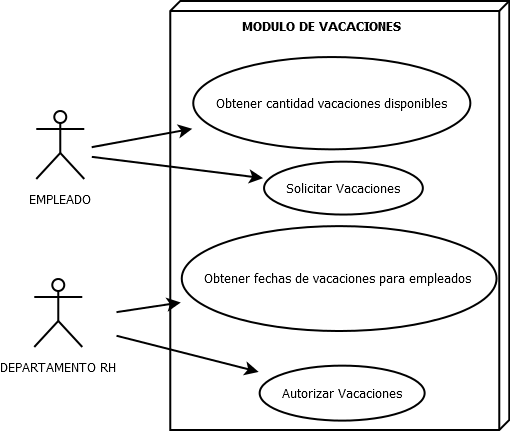 MODULO DE VACACIONES
Obtener cantidad vacaciones disponibles
Solicitar Vacaciones
EMPLEADO
Obtener fechas de vacaciones para empleados
DEPARTAMENTO RH
Autorizar Vacaciones